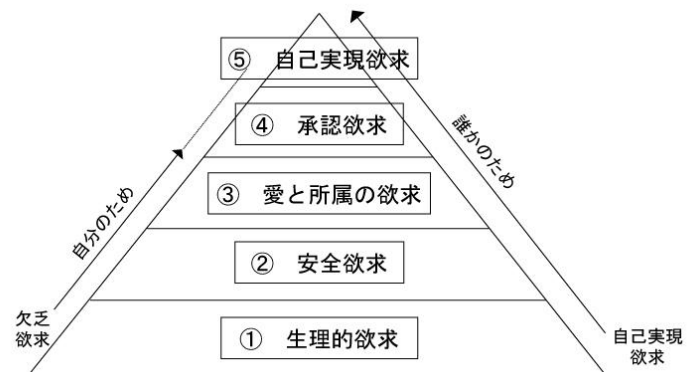 ⑤ 自己実現欲求
④ 承認欲求
③ 愛と所属の欲求
② 安全欲求
① 生理的欲求
自分のため
誰かのため
欠乏
欲求
自己実現
欲求